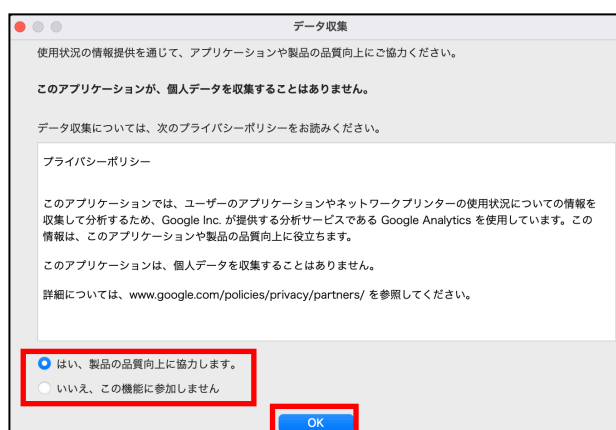 データ収集
使用状況の情報提供を通じて、アプリケーションや製品の品質向上にご協力ください。
このアプリケーションが、個人データを収集することはありません。
データ収集については、次のプライバシーポリシーをお読みください。
プライバシーポリシー
このアプリケーションでは、ユーザーのアプリケーションやネットワークプリンターの使用状況についての情報を
収集して分析するため、Google Inc. が提供する分析サービスである Google Analytics を使用しています。この
情報は、このアプリケーションや製品の品質向上に役立ちます。
このアプリケーションは、個人データを収集することはありません。
詳細については、www.google.com/policies/privacy/partners/ を参照してください。
はい、製品の品質向上に協力します。
いいえ、この機能に参加しません
OK